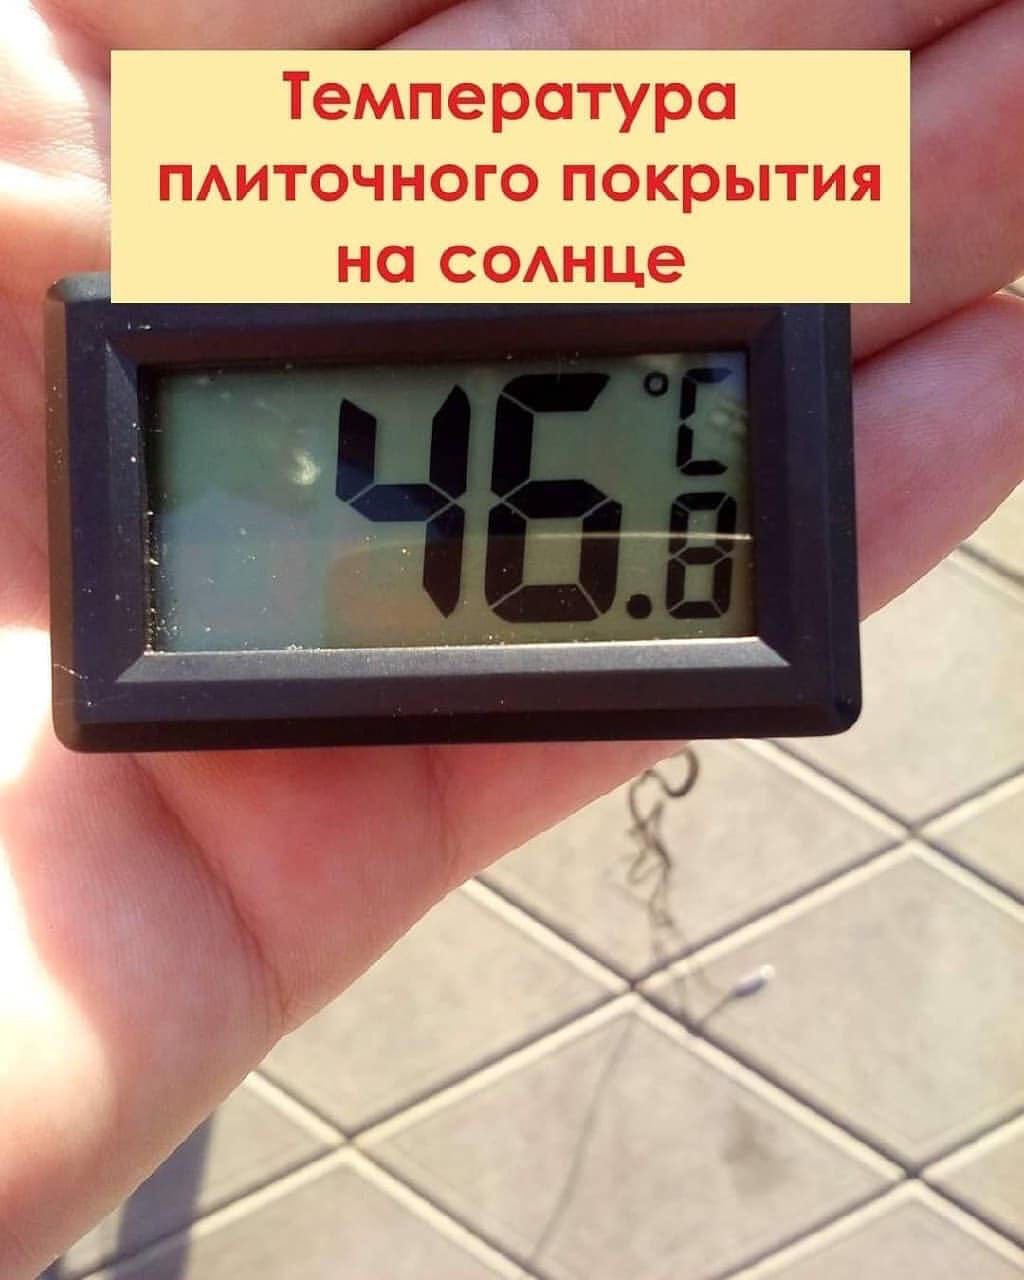 Температура
плиточного покрытия
на солнце
46.8 °C